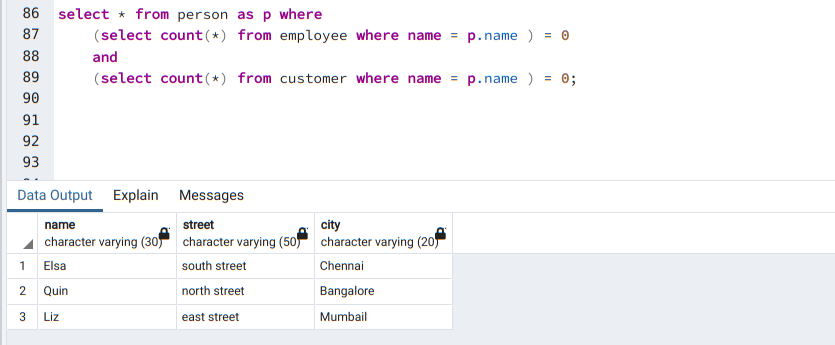 86 select * from person as p where
87 (select count(*) from employee where name = p.name ) = 0
88 and
89 (select count(*) from customer where name = p.name ) = 0;
90
91
92
93
Data Output Explain Messages
name street city
character varying (30) character varying (50) character varying (20)
1 Elsa south street Chennai
2 Quin north street Bangalore
3 Liz east street Mumbail